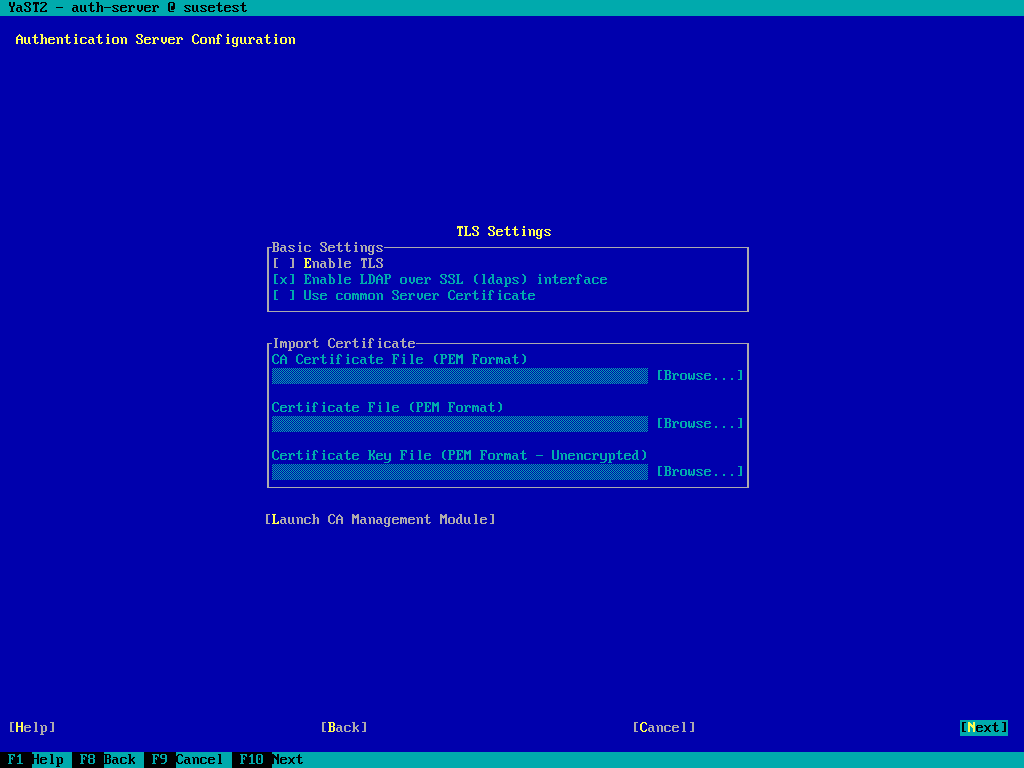 YaST2 - auth-server @ susetest
Authentication Server Configuration
TLS Settings
Basic Settings
[ ] Enable TLS
[x] Enable LDAP over SSL (ldaps) interface
[ ] Use common Server Certificate
Import Certificate
CA Certificate File (PEM Format)
[Browse...]
Certificate File (PEM Format)
[Browse...]
Certificate Key File (PEM Format - Unencrypted)
[Browse...]
[Launch CA Management Module]
[Help] [Back] [Cancel] [Next]
F1 Help F8 Back F9 Cancel F10 Next